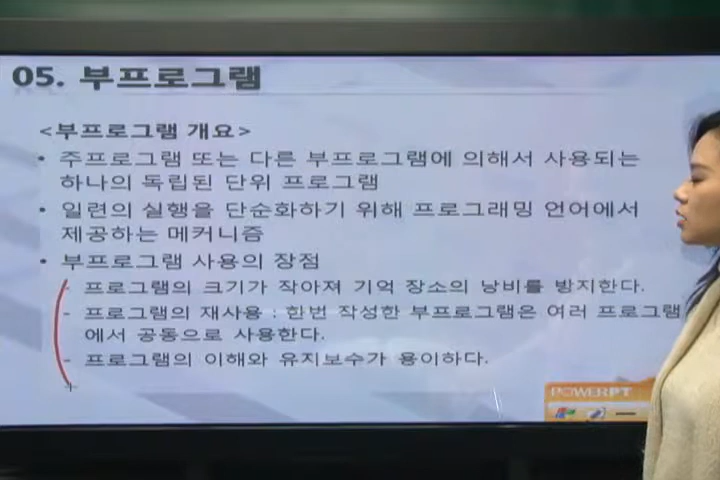 05. 부프로그램
<부프로그램 개요>
• 주프로그램 또는 다른 부프로그램에 의해서 사용되는
하나의 독립된 단위 프로그램
• 일련의 실행을 단순화하기 위해 프로그래밍 언어에서
제공하는 메커니즘
• 부프로그램 사용의 장점
- 프로그램의 크기가 작아져 기억 장소의 낭비를 방지한다.
- 프로그램의 재사용 : 한번 작성한 부프로그램은 여러 프로그램
에서 공동으로 사용한다.
- 프로그램의 이해와 유지보수가 용이하다.
POWERPT